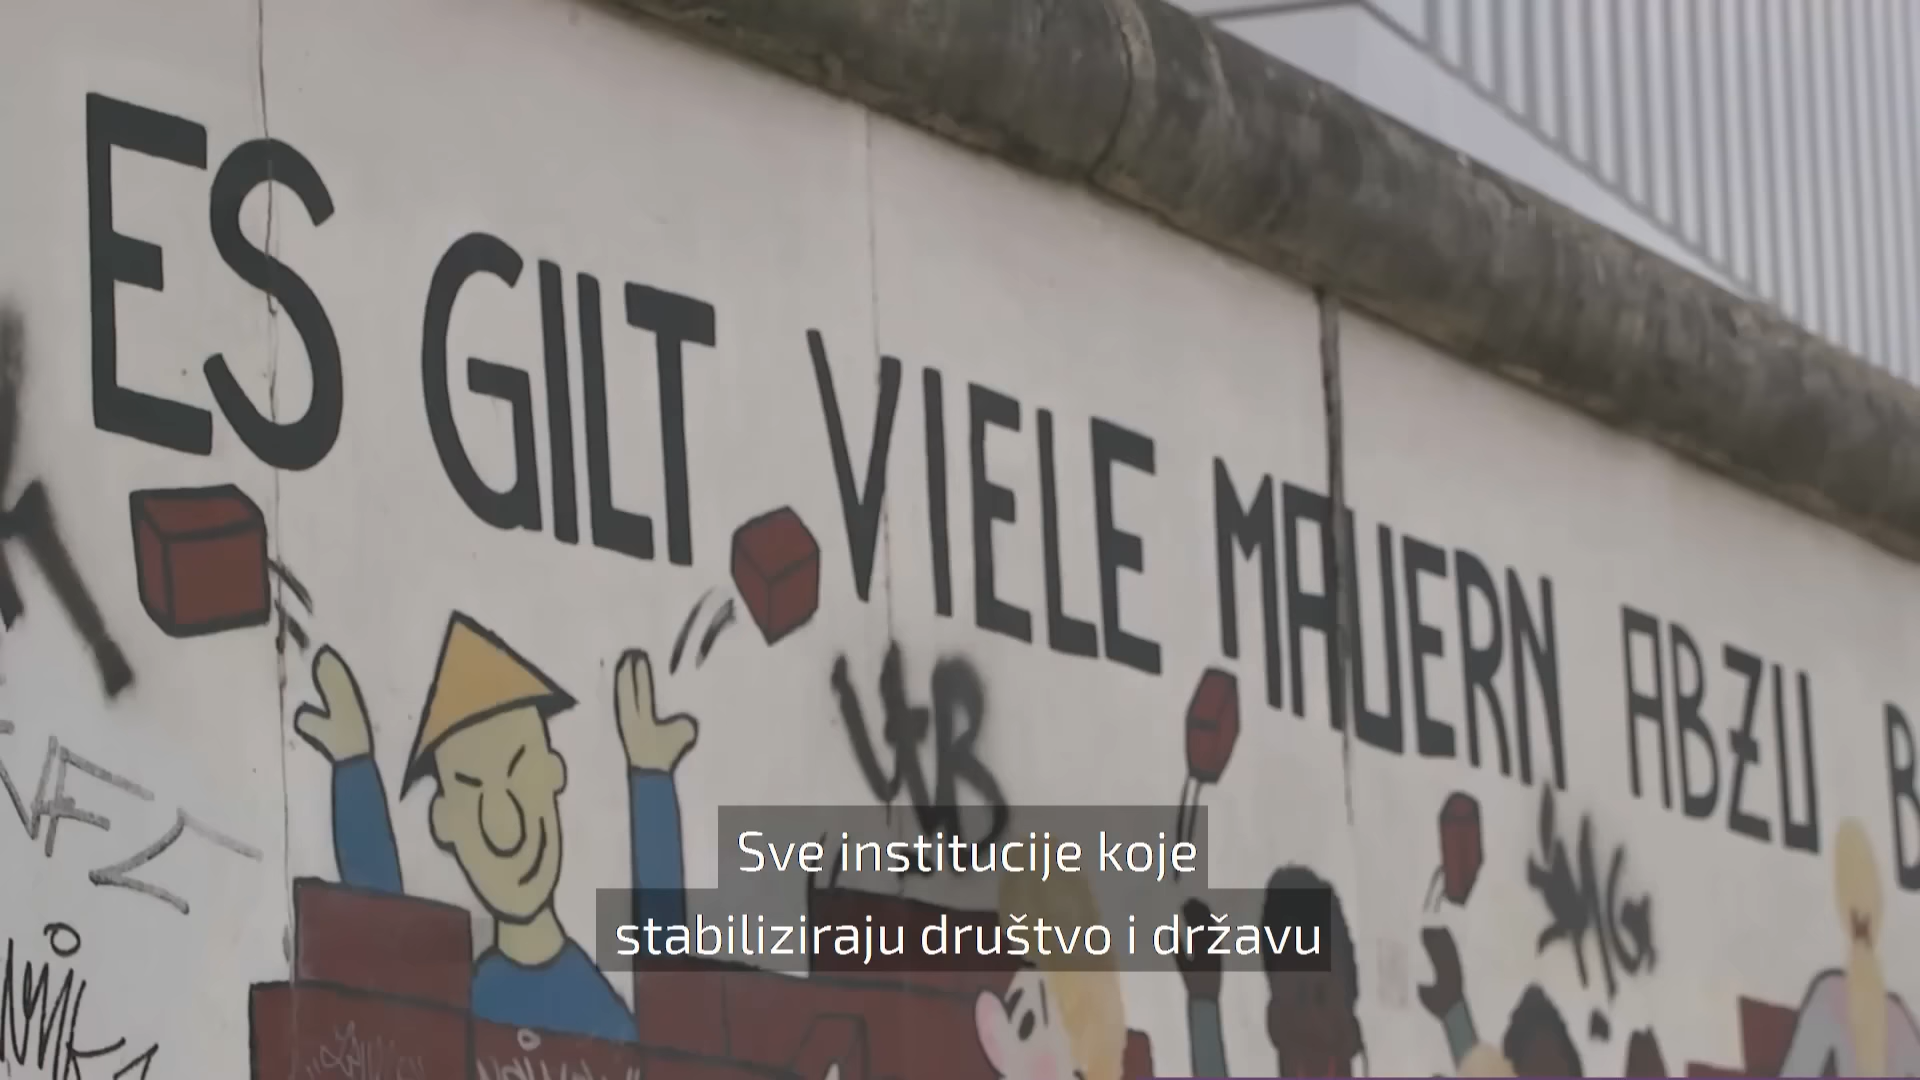 ES GILT VIELE MAUERN ABZU B
Sve institucije koje
stabiliziraju društvo i državu